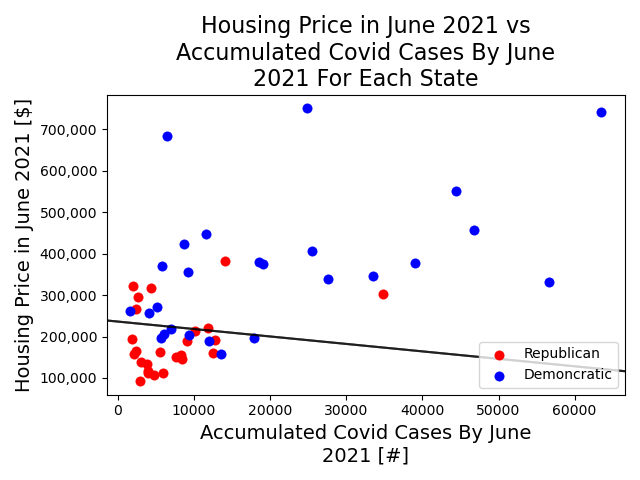 Housing Price in June 2021 vs
Accumulated Covid Cases By June
2021 For Each State
Housing Price in June 2021 [$]
700,000
600,000
500,000
400,000
300,000
200,000
100,000
Republican
Demoncratic
0 10000 20000 30000 40000 50000 60000
Accumulated Covid Cases By June
2021 [#]